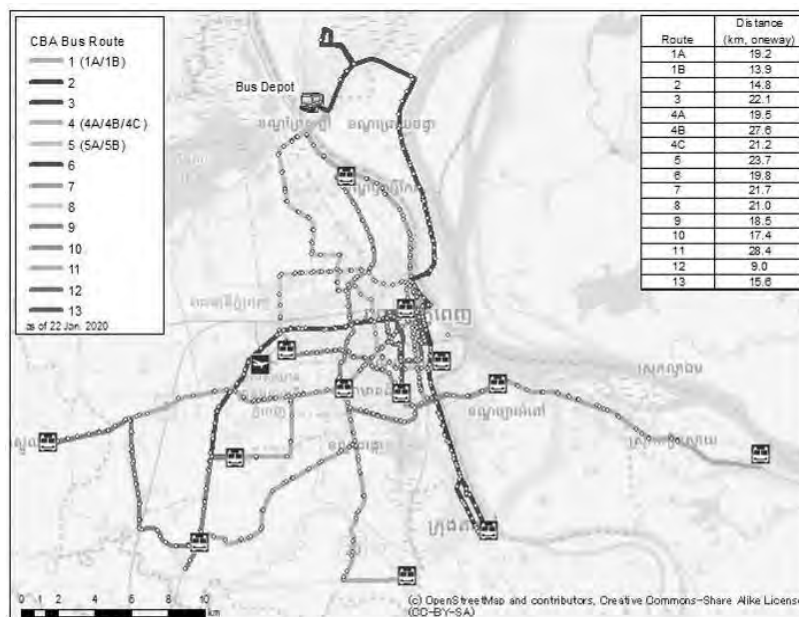 CBA Bus Route
1 (1A/1B)
2
3
4 (4A/4B/4C)
5 (5A/5B)
6
7
8
9
10
11
12
13
as of 22 Jan. 2020
Bus Depot
Route Distance (km, oneway)
1A 19.2
1B 13.9
2 14.8
3 22.1
4A 19.5
4B 27.6
4C 21.2
5 23.7
6 19.8
7 21.7
8 21.0
9 18.5
10 17.4
11 28.4
12 9.0
13 15.6
0 1 2 4 6 8 10
km
(c) OpenStreetMap and contributors, Creative Commons-Share Alike License
(CC-BY-SA)